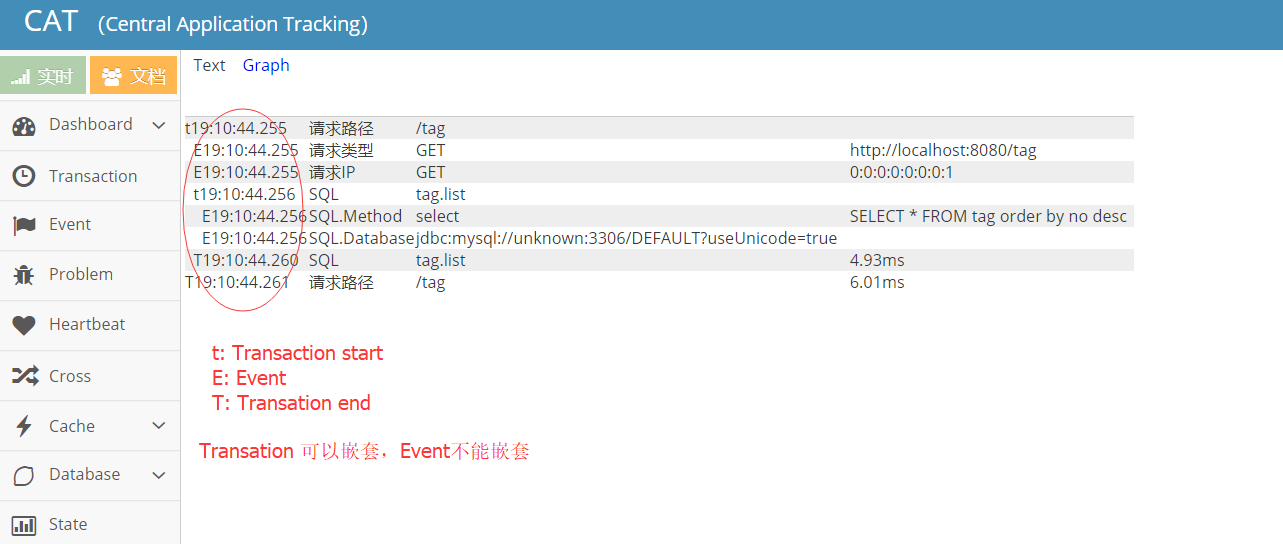 CAT (Central Application Tracking)
实时 文档
Dashboard
Transaction
Event
Problem
Heartbeat
Cross
Cache
Database
State
Text Graph
t19:10:44.255 请求路径 /tag
E19:10:44.255 请求类型 GET http://localhost:8080/tag
E19:10:44.255 请求IP GET 0:0:0:0:0:0:0:1
t19:10:44.256 SQL tag.list
E19:10:44.256 SQL.Method select SELECT * FROM tag order by no desc
E19:10:44.256 SQL.Database jdbc:mysql://unknown:3306/DEFAULT?useUnicode=true
T19:10:44.260 SQL tag.list 4.93ms
T19:10:44.261 请求路径 /tag 6.01ms
t: Transaction start
E: Event
T: Transation end
Transation 可以嵌套，Event不能嵌套